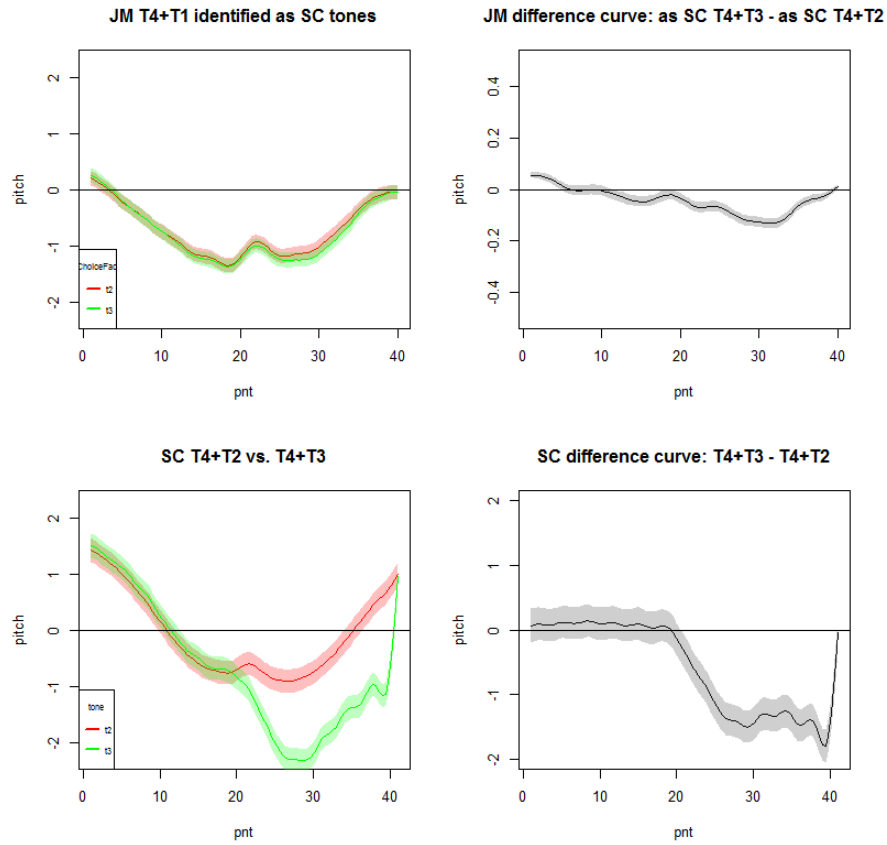 JM T4+T1 identified as SC tones
pitch
2
1
0
-1
-2
ChoiceFac
t2
t3
0 10 20 30 40
pnt
JM difference curve: as SC T4+T3 - as SC T4+T2
pitch
0.4
0.2
0
-0.2
-0.4
0 10 20 30 40
pnt
SC T4+T2 vs. T4+T3
pitch
2
1
0
-1
-2
tone
t2
t3
0 10 20 30 40
pnt
SC difference curve: T4+T3 - T4+T2
pitch
2
1
0
-1
-2
0 10 20 30 40
pnt